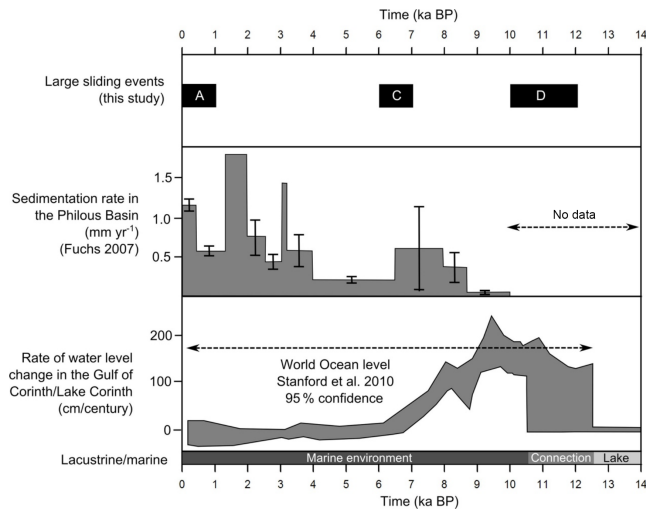 Time (ka BP)
0 1 2 3 4 5 6 7 8 9 10 11 12 13 14
Large sliding events
(this study)
A C D
Sedimentation rate in
the Philous Basin
(mm yr-1)
(Fuchs 2007)
1.5
1.0
0.5
No data
Rate of water level
change in the Gulf of
Corinth/Lake Corinth
(cm/century)
200
100
0
World Ocean level
Stanford et al. 2010
95 % confidence
Lacustrine/marine
Marine environment Connection Lake
0 1 2 3 4 5 6 7 8 9 10 11 12 13 14
Time (ka BP)